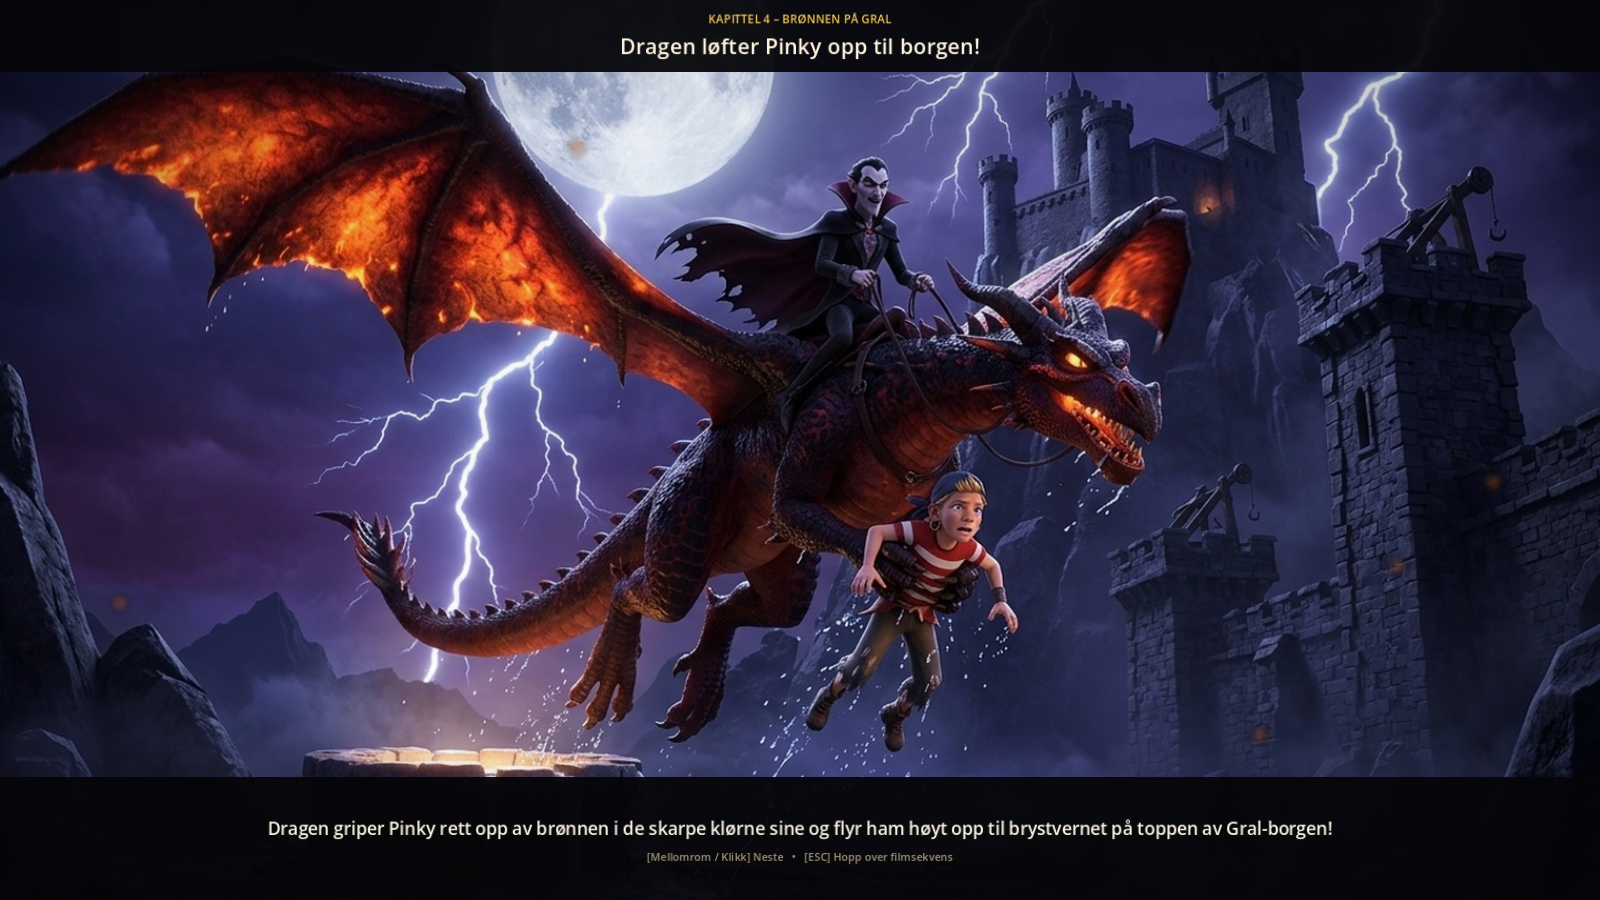 KAPITTEL 4 – BRØNNEN PÅ GRAL
Dragen løfter Pinky opp til borgen!
Dragen griper Pinky rett opp av brønnen i de skarpe klørne sine og flyr ham høyt opp til brystvernet på toppen av Gral-borgen!
[Mellomrom / Klikk] Neste • [ESC] Hopp over filmsekvens